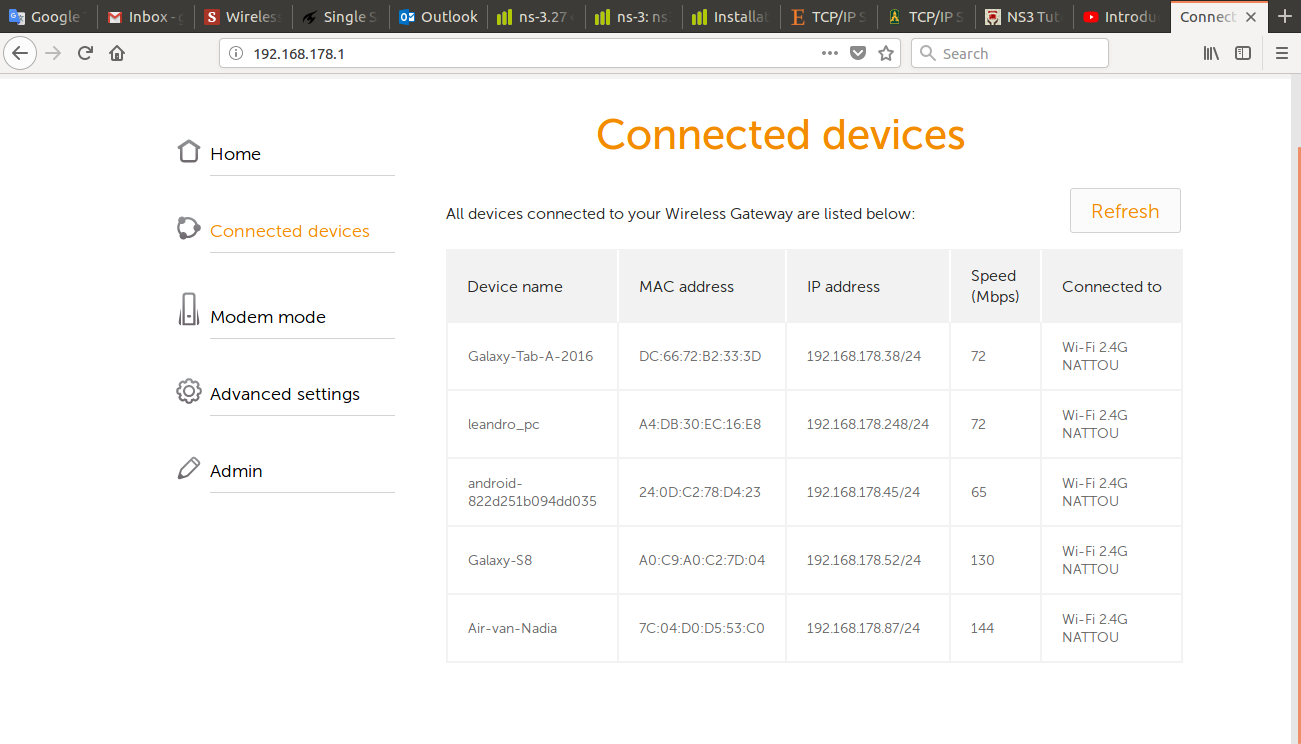 Google
Inbox - g
Wireless
Single S
Outlook
ns-3.27
ns-3: ns
Installat
TCP/IP S
TCP/IP S
NS3 Tut
Introdu
Connect
192.168.178.1
Search
Home
Connected devices
Modem mode
Advanced settings
Admin
Connected devices
All devices connected to your Wireless Gateway are listed below:
Refresh
Device name MAC address IP address Speed (Mbps) Connected to
Galaxy-Tab-A-2016 DC:66:72:B2:33:3D 192.168.178.38/24 72 Wi-Fi 2.4G NATTOU
leandro_pc A4:DB:30:EC:16:E8 192.168.178.248/24 72 Wi-Fi 2.4G NATTOU
android-822d251b094dd035 24:0D:C2:78:D4:23 192.168.178.45/24 65 Wi-Fi 2.4G NATTOU
Galaxy-S8 A0:C9:A0:C2:7D:04 192.168.178.52/24 130 Wi-Fi 2.4G NATTOU
Air-van-Nadia 7C:04:D0:D5:53:C0 192.168.178.87/24 144 Wi-Fi 2.4G NATTOU